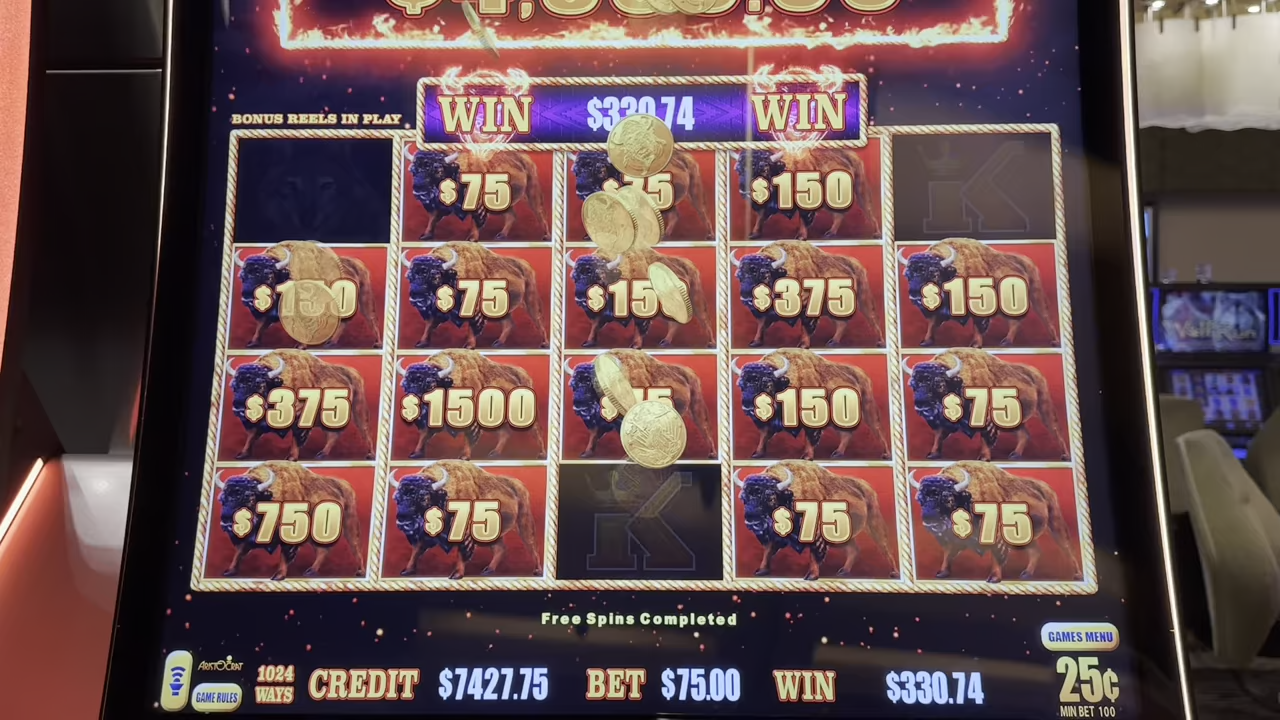 WIN $330.74 WIN
BONUS REELS IN PLAY
$75 $150
$75 $375 $150
$375 $1500 $150 $75
$750 $75 $75 $75
Free Spins Completed
GAMES MENU
ARISTOCRAT
GAME RULES
1024 WAYS
CREDIT $7427.75 BET $75.00 WIN $330.74
25¢
MIN BET 100